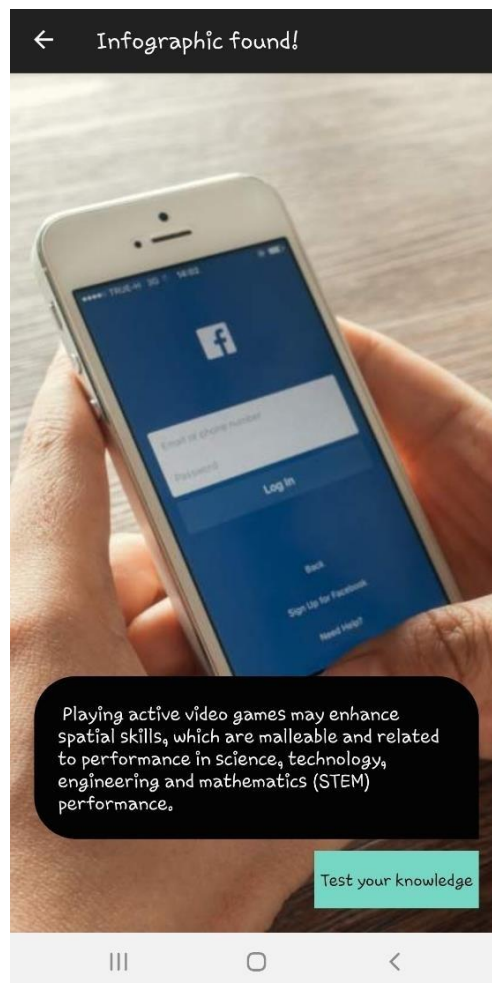 Infographic found!
TRUE-H 3G 14:02
f
Email or phone number
Password
Log In
Back
Sign Up for Facebook
Need Help?
Playing active video games may enhance
spatial skills, which are malleable and related
to performance in science, technology,
engineering and mathematics (STEM)
performance.
Test your knowledge